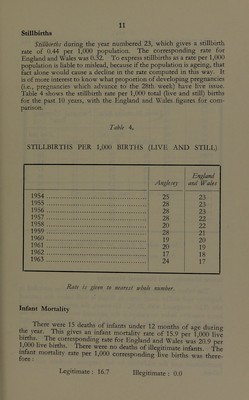 11
Stillbirths
Stillbirths during the year numbered 23, which gives a stillbirth
rate of 0.44 per 1,000 population. The corresponding rate for
England and Wales was 0.32. To express stillbirths as a rate per 1,000
population is liable to mislead, because if the population is ageing, that
fact alone would cause a decline in the rate computed in this way. It
is of more interest to know what proportion of developing pregnancies
(i.e., pregnancies which advance to the 28th week) have live issue.
Table 4 shows the stillbirth rate per 1,000 total (live and still) births
for the past 10 years, with the England and Wales figures for com-
parison.
Table 4.
STILLBIRTHS PER 1,000 BIRTHS (LIVE AND STILL)
Anglesey England and Wales
1954 25 23
1955 28 23
1956 28 23
1957 28 22
1958 20 22
1959 28 21
1960 19 20
1961 20 19
1962 17 18
1963 24 17
Rate is given to nearest whole number.
Infant Mortality
There were 15 deaths of infants under 12 months of age during
the year. This gives an infant mortality rate of 15.9 per 1,000 live
births. The corresponding rate for England and Wales was 20.9 per
1,000 live births. There were no deaths of illegitimate infants. The
infant mortality rate per 1,000 corresponding live births was there-
fore :
Legitimate : 16.7 Illegitimate : 0.0